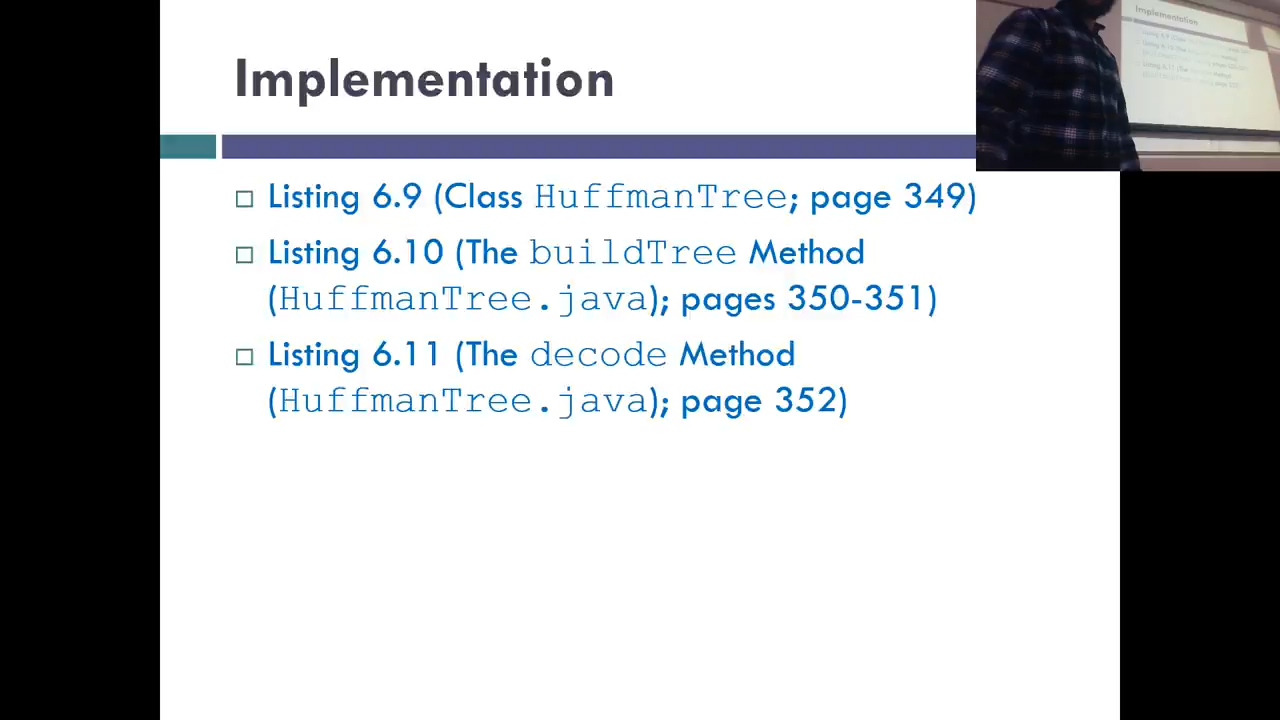 Implementation
Listing 6.9 (Class HuffmanTree; page 349)
Listing 6.10 (The buildTree Method
(HuffmanTree.java); pages 350-351)
Listing 6.11 (The decode Method
(HuffmanTree.java); page 352)
Implementation